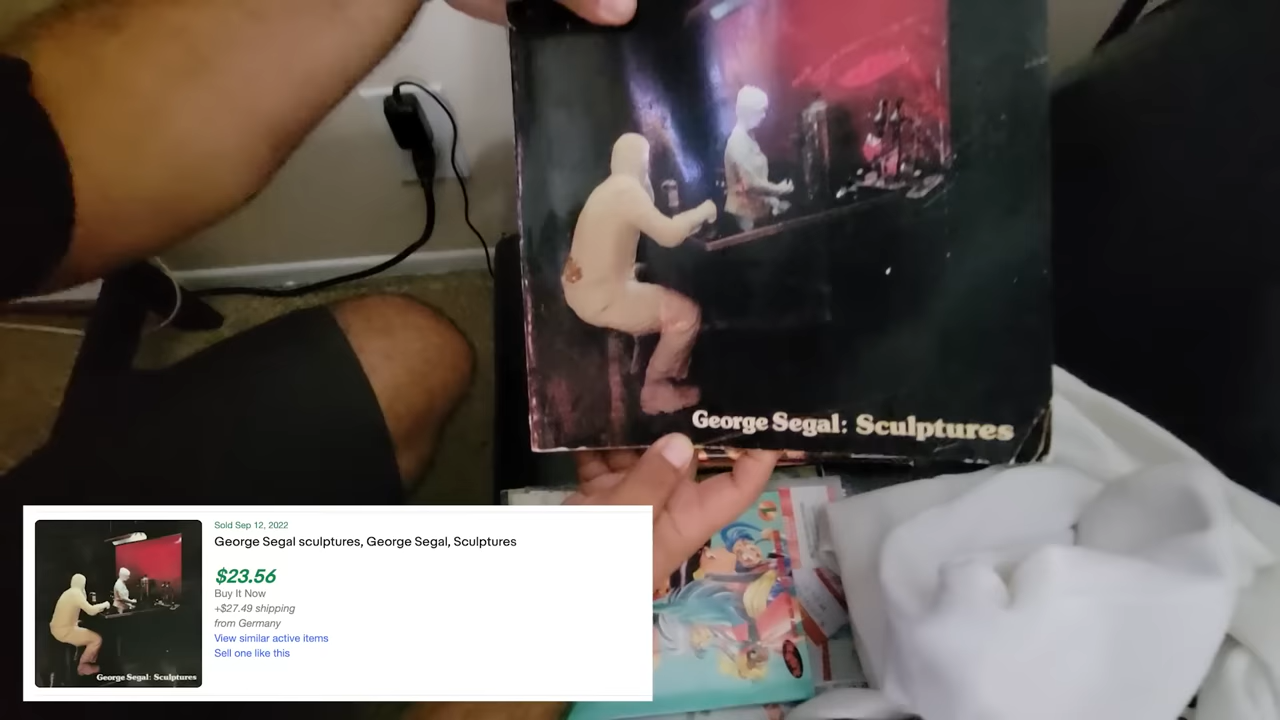 George Segal: Sculptures
Sold Sep 12, 2022
George Segal sculptures, George Segal, Sculptures
$23.56
Buy It Now
+$27.49 shipping
from Germany
View similar active items
Sell one like this
George Segal: Sculptures